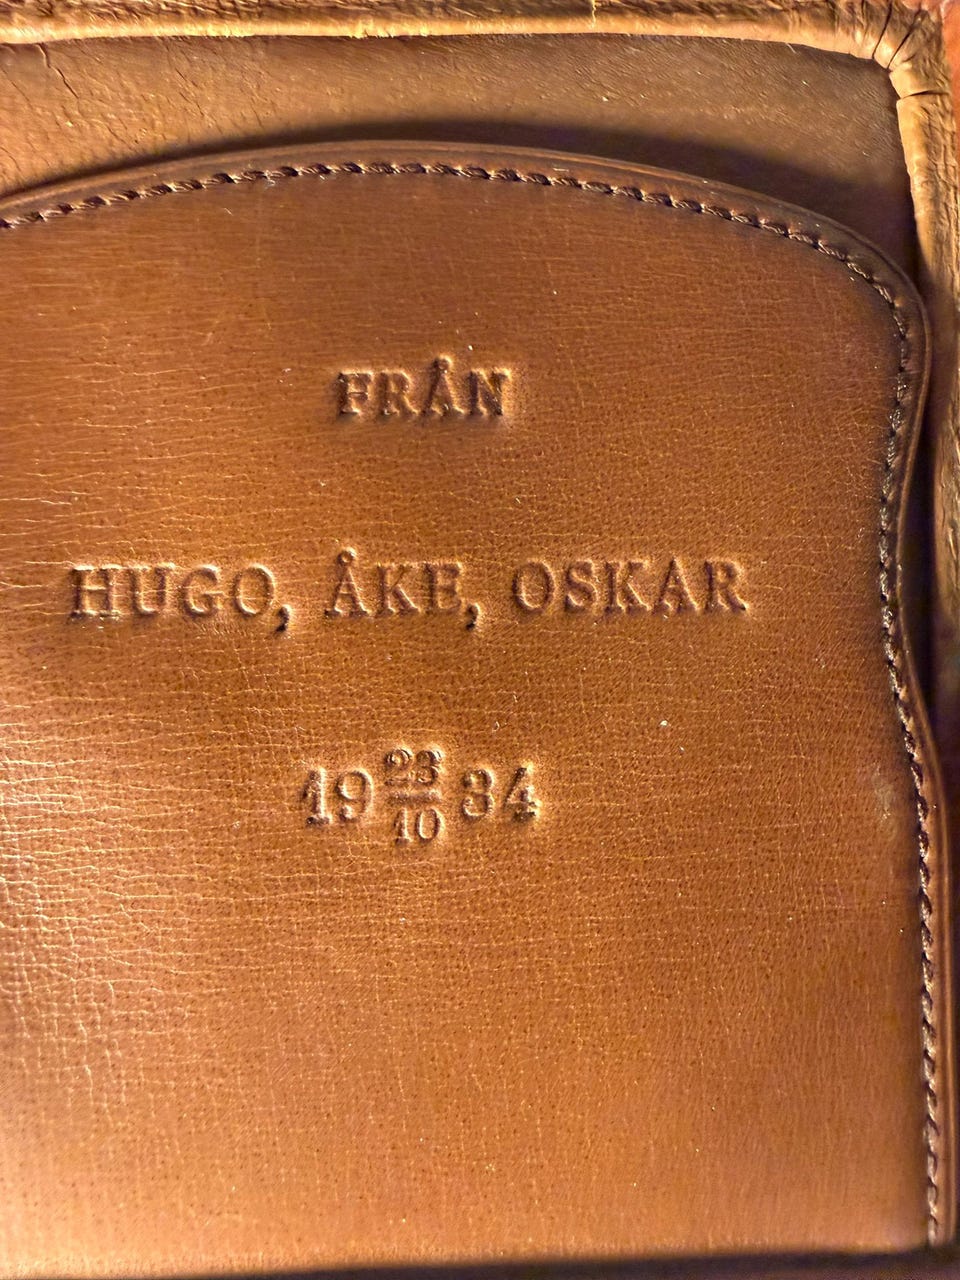 FRÅN
HUGO, ÅKE, OSKAR
19 23/10 34